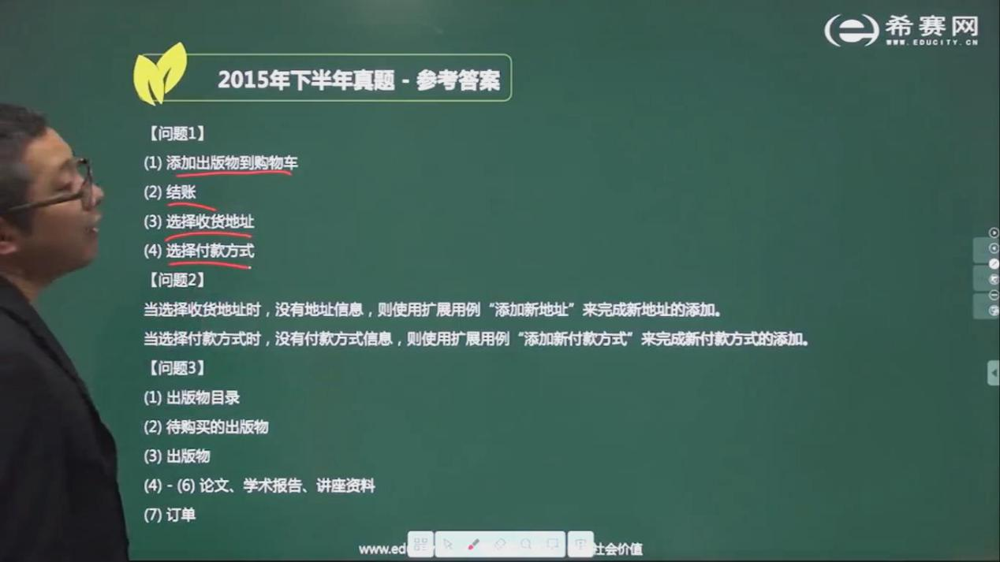 希赛网
WWW.EDUCITY.CN
2015年下半年真题 - 参考答案
【问题1】
(1) 添加出版物到购物车
(2) 结账
(3) 选择收货地址
(4) 选择付款方式
【问题2】
当选择收货地址时，没有地址信息，则使用扩展用例“添加新地址”来完成新地址的添加。
当选择付款方式时，没有付款方式信息，则使用扩展用例“添加新付款方式”来完成新付款方式的添加。
【问题3】
(1) 出版物目录
(2) 待购买的出版物
(3) 出版物
(4) - (6) 论文、学术报告、讲座资料
(7) 订单
www.ed 社会价值